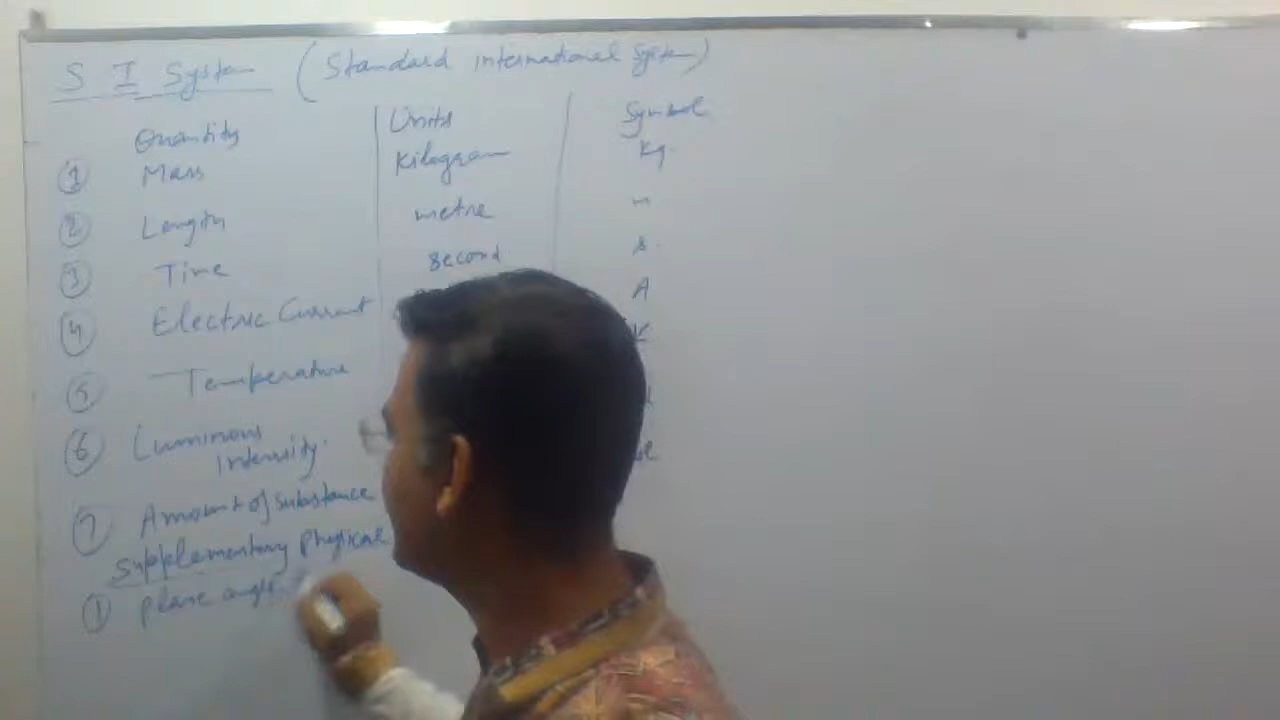 S I System (Standard international System)
Quantity Units Symbol
1 Mass Kilogram Kg.
2 Length metre m
3 Time second s.
4 Electric Current A
5 Temperature K
6 Luminous
intensity.
7 Amount of substance
Supplementary physical
1 plane angle